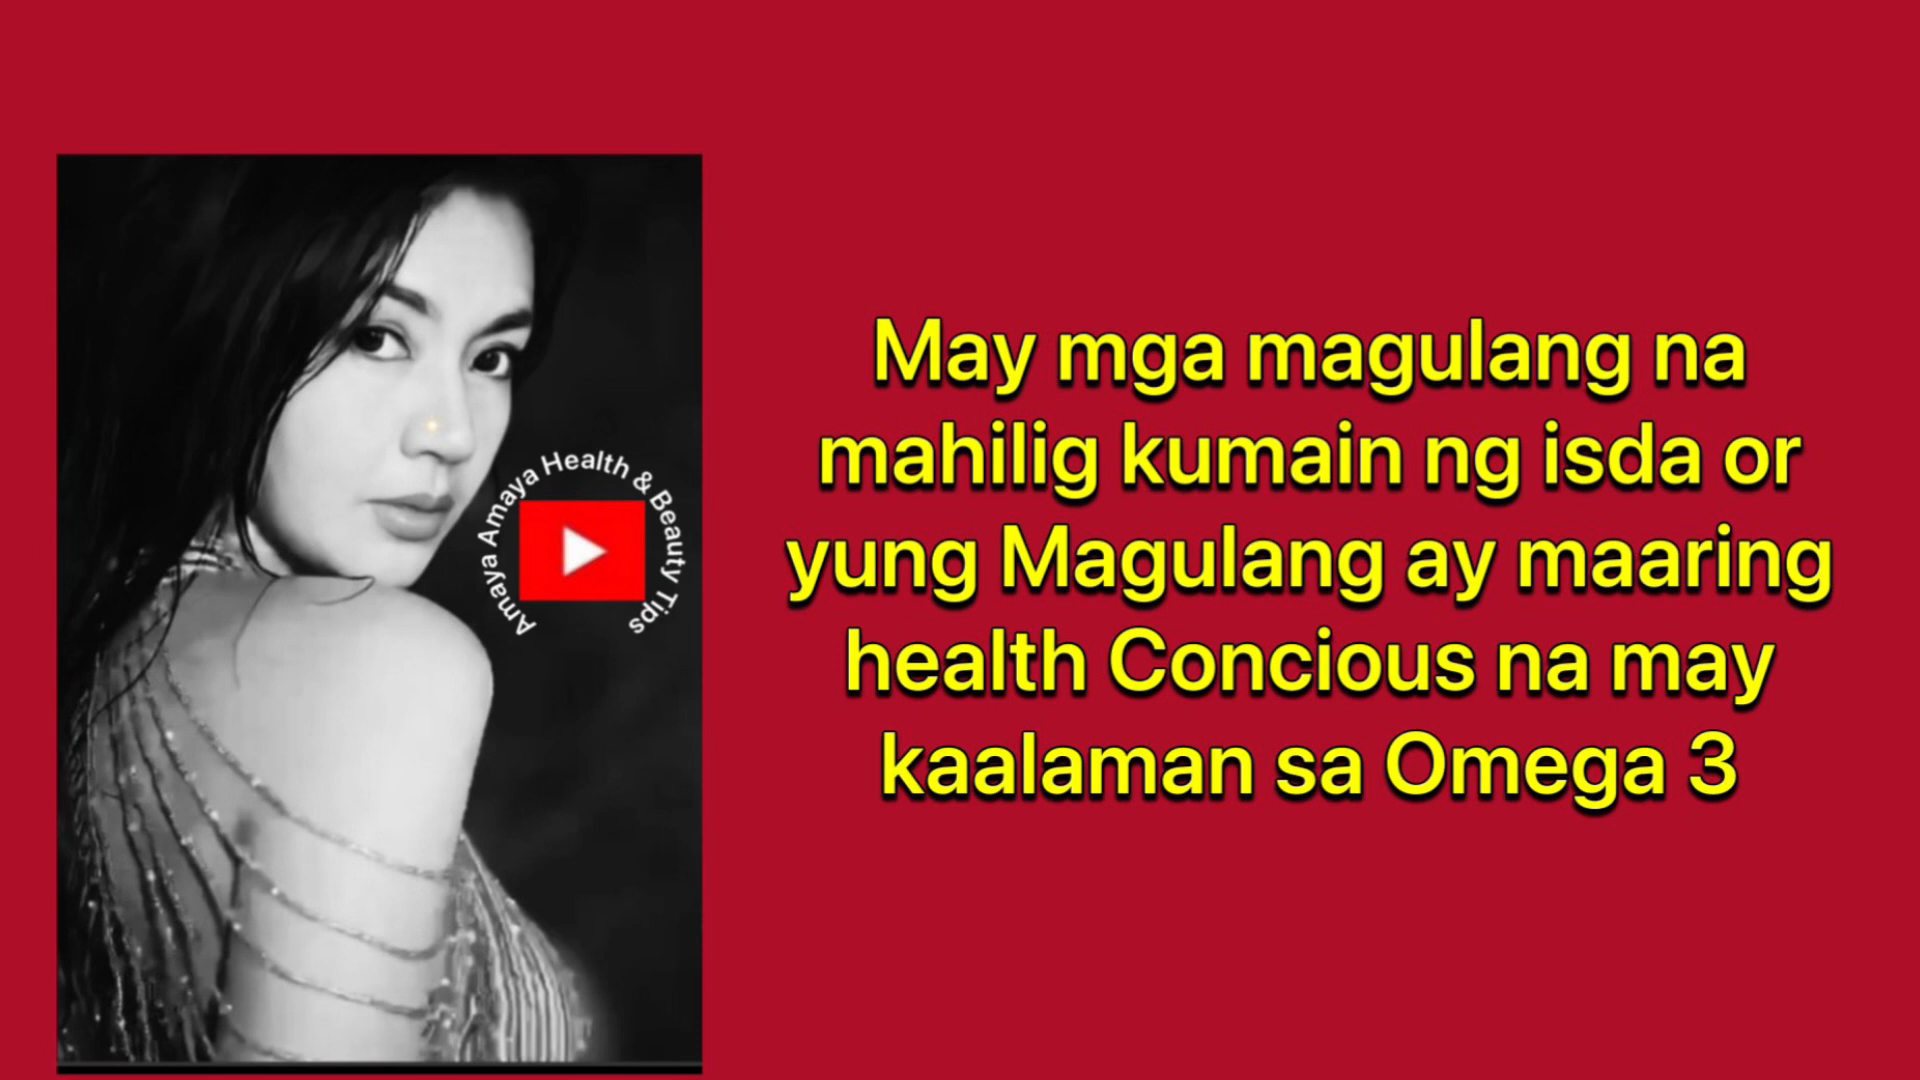 Amaya Amaya Health & Beauty Tips
May mga magulang na
mahilig kumain ng isda or
yung Magulang ay maaring
health Concious na may
kaalaman sa Omega 3